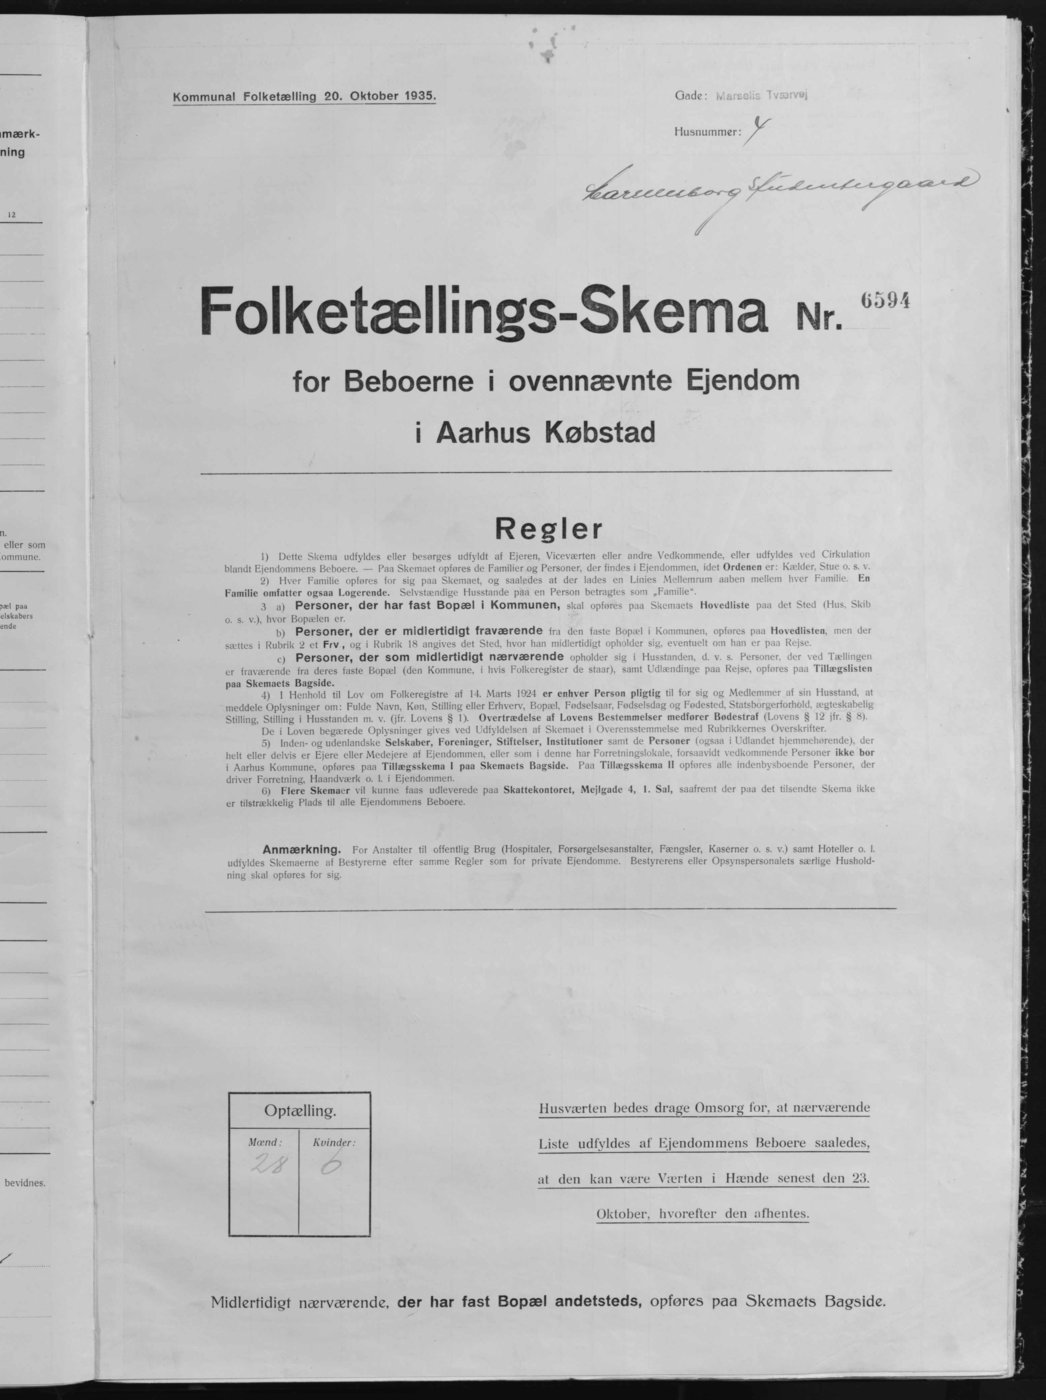 nmærk-
ning
12
n.
eller som
ommune.
pæl paa
elskabers
ende
bevidnes.
Kommunal Folketælling 20. Oktober 1935.
Gade: Marselis Tværvej
Husnummer: 4
Studentergaard
Folketællings-Skema Nr. 6594
for Beboerne i ovennævnte Ejendom
i Aarhus Købstad
Regler
1) Dette Skema udfyldes eller besørges udfyldt af Ejeren, Viceværten eller andre Vedkommende, eller udfyldes ved Cirkulation
blandt Ejendommens Beboere. — Paa Skemaet opføres de Familier og Personer, der findes i Ejendommen, idet Ordenen er: Kælder, Stue o. s. v.
2) Hver Familie opføres for sig paa Skemaet, og saaledes at der lades en Linies Mellemrum aaben mellem hver Familie. En
Familie omfatter ogsaa Logerende. Selvstændige Husstande paa en Person betragtes som „Familie“.
3 a) Personer, der har fast Bopæl i Kommunen, skal opføres paa Skemaets Hovedliste paa det Sted (Hus, Skib
o. s. v.), hvor Bopælen er.
b) Personer, der er midlertidigt fraværende fra den faste Bopæl i Kommunen, opføres paa Hovedlisten, men der
sættes i Rubrik 2 et Frv, og i Rubrik 18 angives det Sted, hvor han midlertidigt opholder sig, eventuelt om han er paa Rejse.
c) Personer, der som midlertidigt nærværende opholder sig i Husstanden, d. v. s. Personer, der ved Tællingen
er fraværende fra deres faste Bopæl (den Kommune, i hvis Folkeregister de staar), samt Udlændinge paa Rejse, opføres paa Tillægslisten
paa Skemaets Bagside.
4) I Henhold til Lov om Folkeregistre af 14. Marts 1924 er enhver Person pligtig til for sig og Medlemmer af sin Husstand, at
meddele Oplysninger om: Fulde Navn, Køn, Stilling eller Erhverv, Bopæl, Fødselsaar, Fødselsdag og Fødested, Statsborgerforhold, ægteskabelig
Stilling, Stilling i Husstanden m. v. (jfr. Lovens § 1). Overtrædelse af Lovens Bestemmelser medfører Bødestraf (Lovens § 12 jfr. § 8).
De i Loven begærede Oplysninger gives ved Udfyldelsen af Skemaet i Overensstemmelse med Rubrikkernes Overskrifter.
5) Inden- og udenlandske Selskaber, Foreninger, Stiftelser, Institutioner samt de Personer (ogsaa i Udlandet hjemmehørende), der
helt eller delvis er Ejere eller Medejere af Ejendommen, eller som i denne har Forretningslokale, forsaavidt vedkommende Personer ikke bor
i Aarhus Kommune, opføres paa Tillægsskema I paa Skemaets Bagside. Paa Tillægsskema II opføres alle indenbysboende Personer, der
driver Forretning, Haandværk o. l. i Ejendommen.
6) Flere Skemaer vil kunne faas udleverede paa Skattekontoret, Mejlgade 4, 1. Sal, saafremt der paa det tilsendte Skema ikke
er tilstrækkelig Plads til alle Ejendommens Beboere.
Anmærkning. For Anstalter til offentlig Brug (Hospitaler, Forsørgelsesanstalter, Fængsler, Kaserner o. s. v.) samt Hoteller o. l.
udfyldes Skemaerne af Bestyrerne efter samme Regler som for private Ejendomme. Bestyrerens eller Opsynspersonalets særlige Hushold-
ning skal opføres for sig.
Optælling.
Mænd: Kvinder:
28 6
Husværten bedes drage Omsorg for, at nærværende
Liste udfyldes af Ejendommens Beboere saaledes,
at den kan være Værten i Hænde senest den 23.
Oktober, hvorefter den afhentes.
Midlertidigt nærværende, der har fast Bopæl andetsteds, opføres paa Skemaets Bagside.